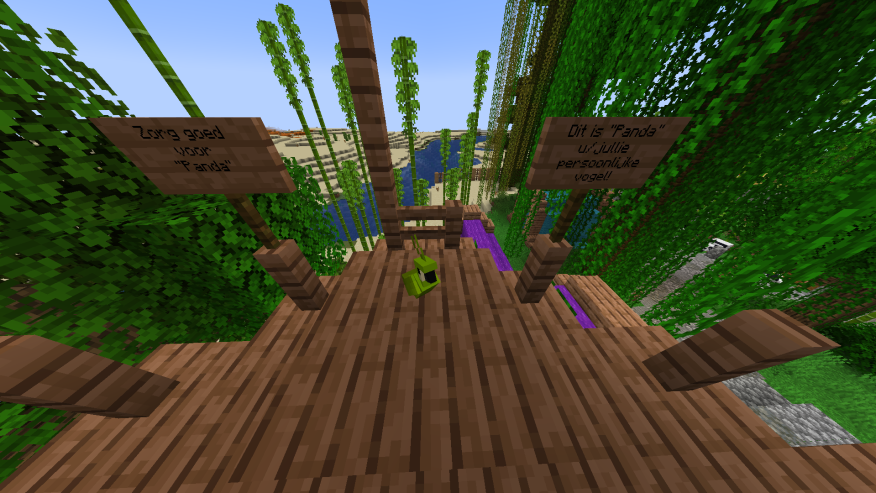 Zorg goed
voor
"Panda"
Dit is "Panda"
u/jullie
persoonlijke
vogel!